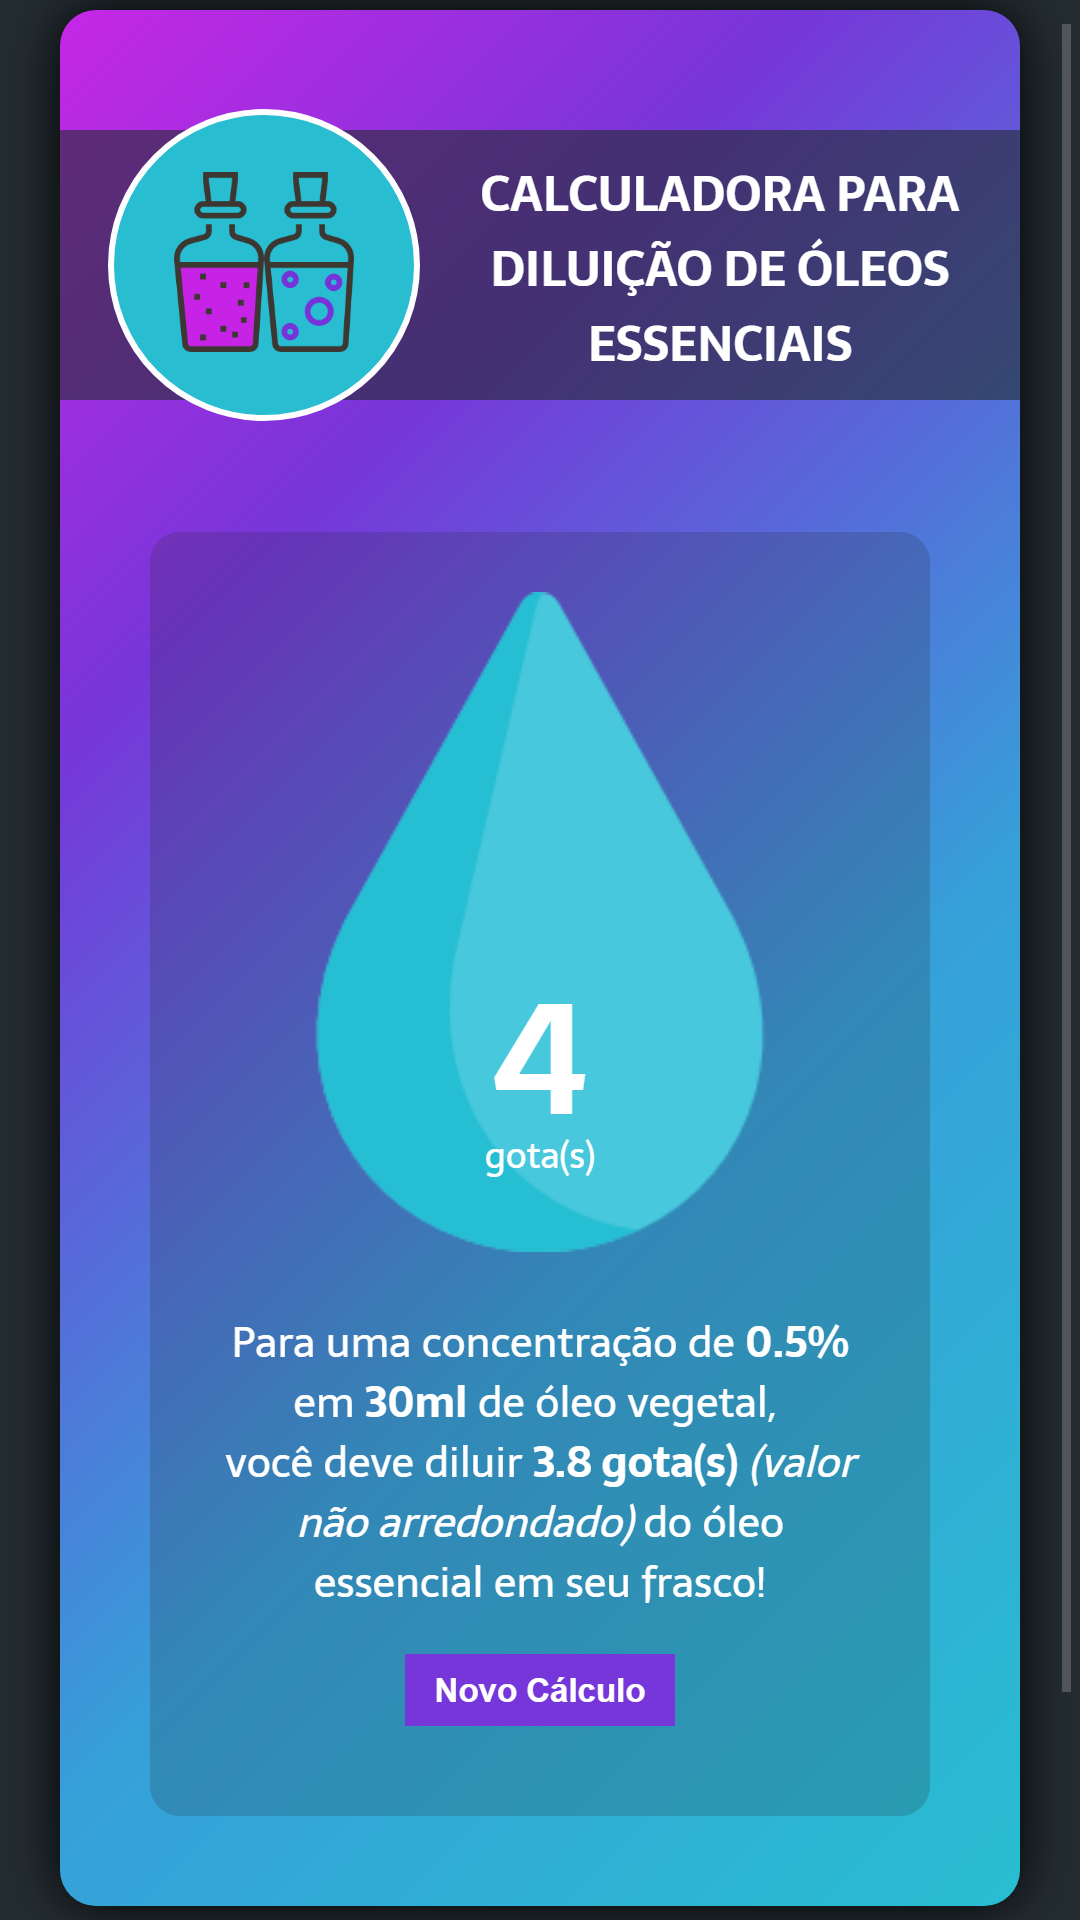 CALCULADORA PARA
DILUIÇÃO DE ÓLEOS
ESSENCIAIS
4
gota(s)
Para uma concentração de 0.5%
em 30ml de óleo vegetal,
você deve diluir 3.8 gota(s) (valor
não arredondado) do óleo
essencial em seu frasco!
Novo Cálculo